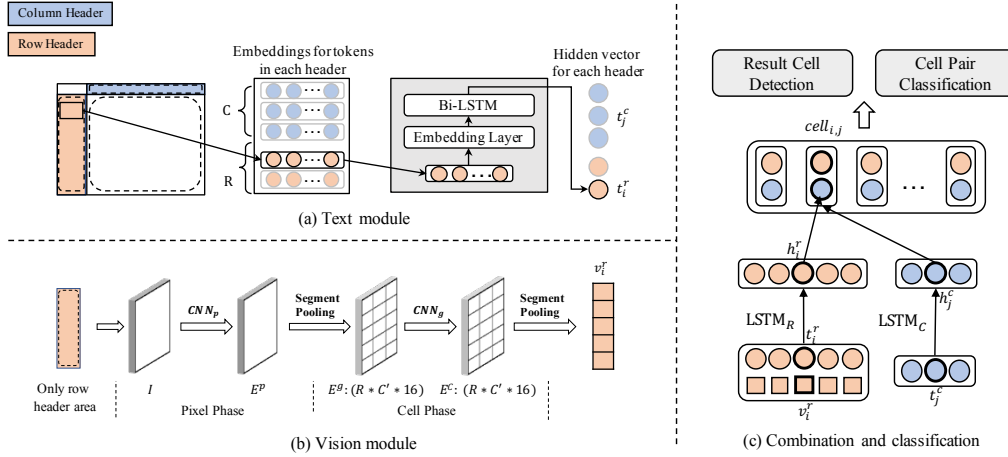 Column Header
Row Header
Embeddings for tokens
in each header
Hidden vector
for each header
C
R
Bi-LSTM
Embedding Layer
t_j^c
t_i^r
(a) Text module
v_i^r
CNN_p
Segment
Pooling
CNN_g
Segment
Pooling
Only row
header area
I
E^p
E^g: (R * C' * 16)
E^c: (R * C' * 16)
Pixel Phase
Cell Phase
(b) Vision module
Result Cell
Detection
Cell Pair
Classification
cell_{i,j}
...
h_i^r
h_j^c
LSTM_R
LSTM_C
t_i^r
v_i^r
t_j^c
(c) Combination and classification